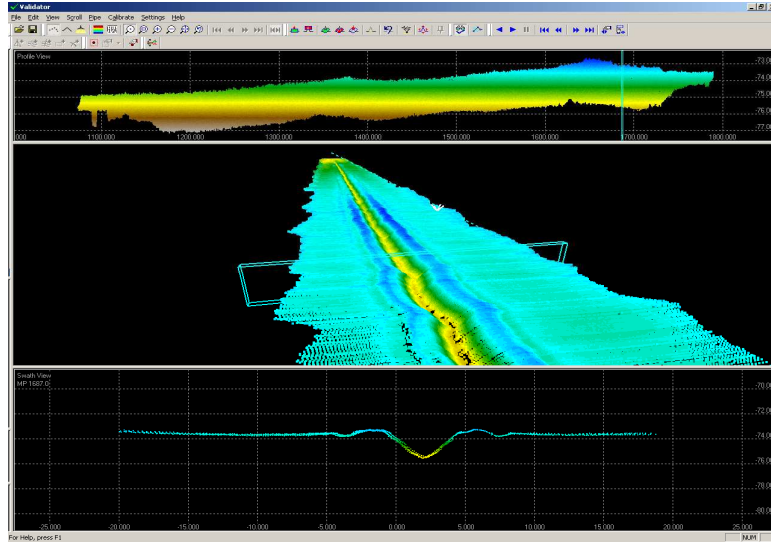 Validator
File Edit View Scroll Pipe Calibrate Settings Help
Profile View
-73.00
-74.00
-75.00
-76.00
-77.00
.000 1100.000 1200.000 1300.000 1400.000 1500.000 1600.000 1700.000 1800.000
Swath View
MP 1687.0
-70.00
-72.00
-74.00
-76.00
-78.00
-25.000 -20.000 -15.000 -10.000 -5.000 0.000 5.000 10.000 15.000 20.000 25.000
For Help, press F1
NUM